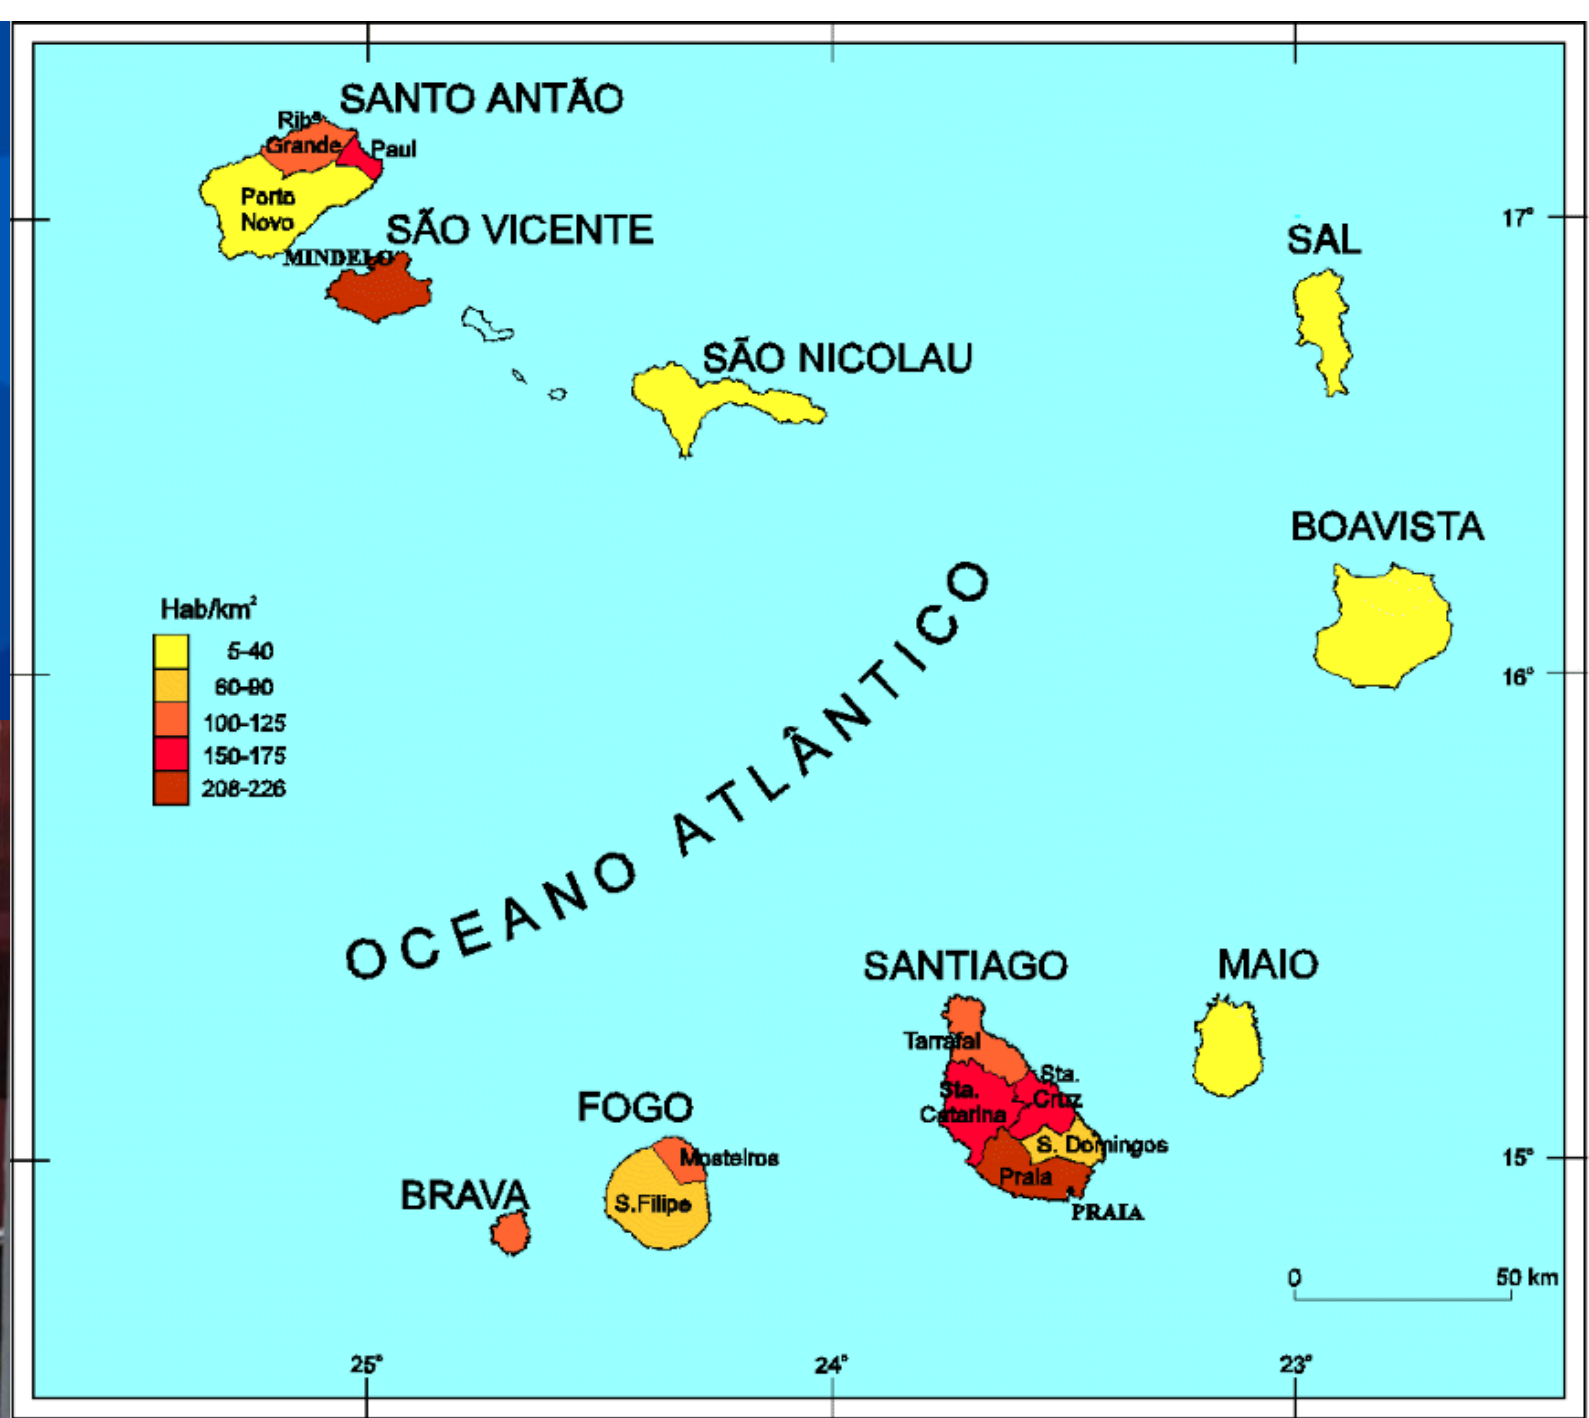 SANTO ANTÃO
Ribª
Grande
Paul
Porto
Novo
SÃO VICENTE
MINDELO
17°
SAL
SÃO NICOLAU
BOAVISTA
Hab/km²
5-40
60-90
100-125
150-175
208-226
16°
OCEANO ATLÂNTICO
SANTIAGO
MAIO
Tarrafal
Sta.
Cruz
Sta.
Catarina
FOGO
S. Domingos
Mosteiros
15°
Praia
BRAVA
S.Filipe
PRAIA
0 50 km
25° 24° 23°